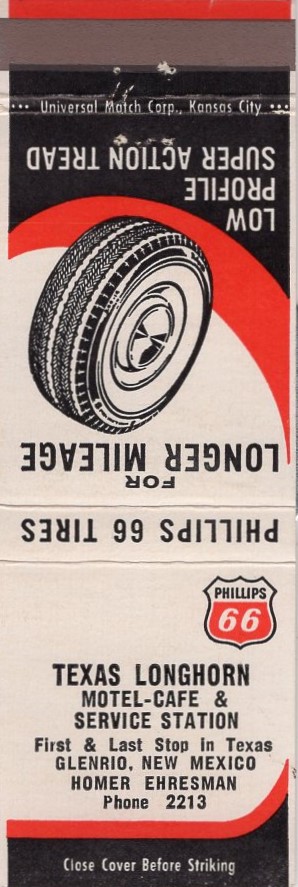 ••• Universal Match Corp., Kansas City •••
LOW
PROFILE
SUPER ACTION TREAD
FOR
LONGER MILEAGE
PHILLIPS 66 TIRES
PHILLIPS
66
TEXAS LONGHORN
MOTEL-CAFE &
SERVICE STATION
First & Last Stop in Texas
GLENRIO, NEW MEXICO
HOMER EHRESMAN
Phone 2213
Close Cover Before Striking